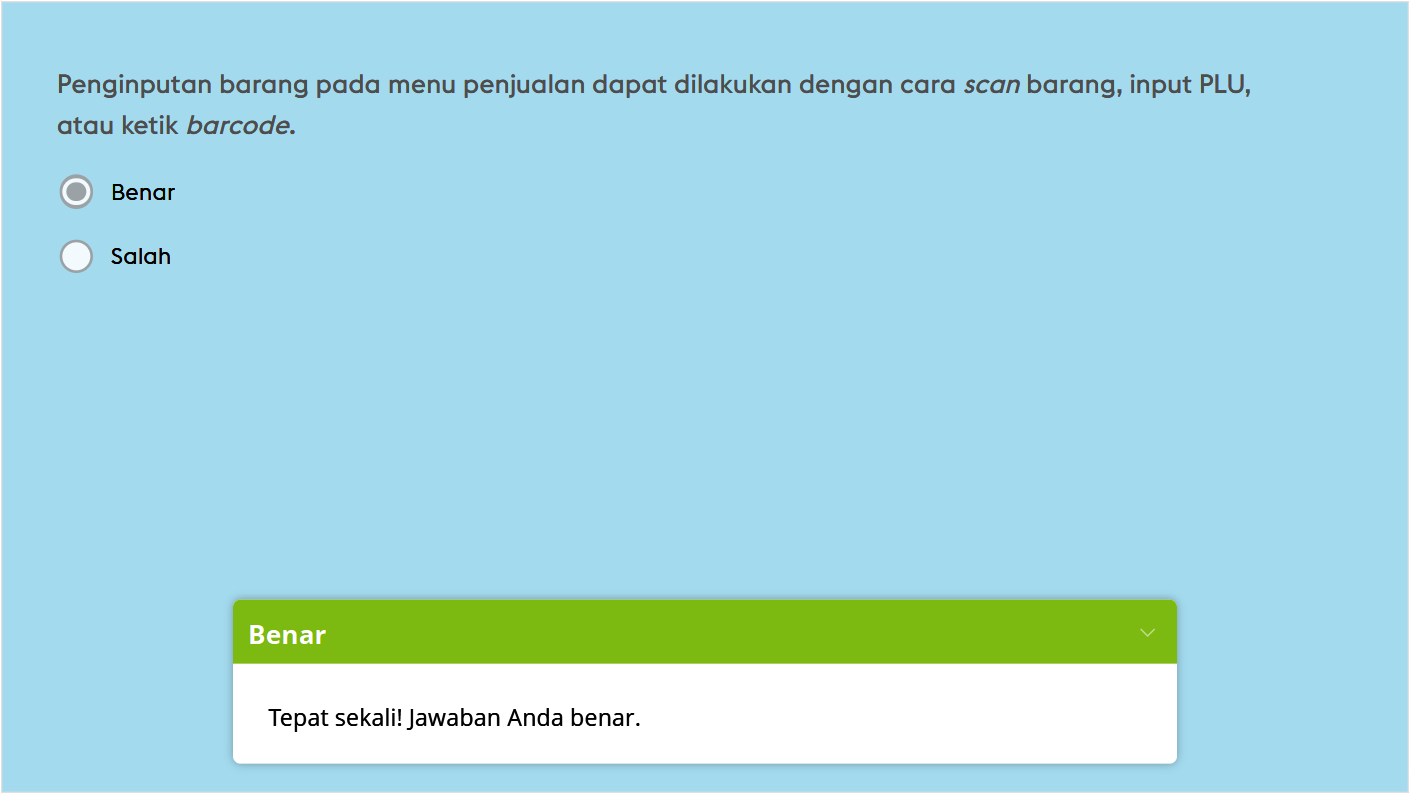 Penginputan barang pada menu penjualan dapat dilakukan dengan cara scan barang, input PLU,
atau ketik barcode.
Benar
Salah
Benar
Tepat sekali! Jawaban Anda benar.